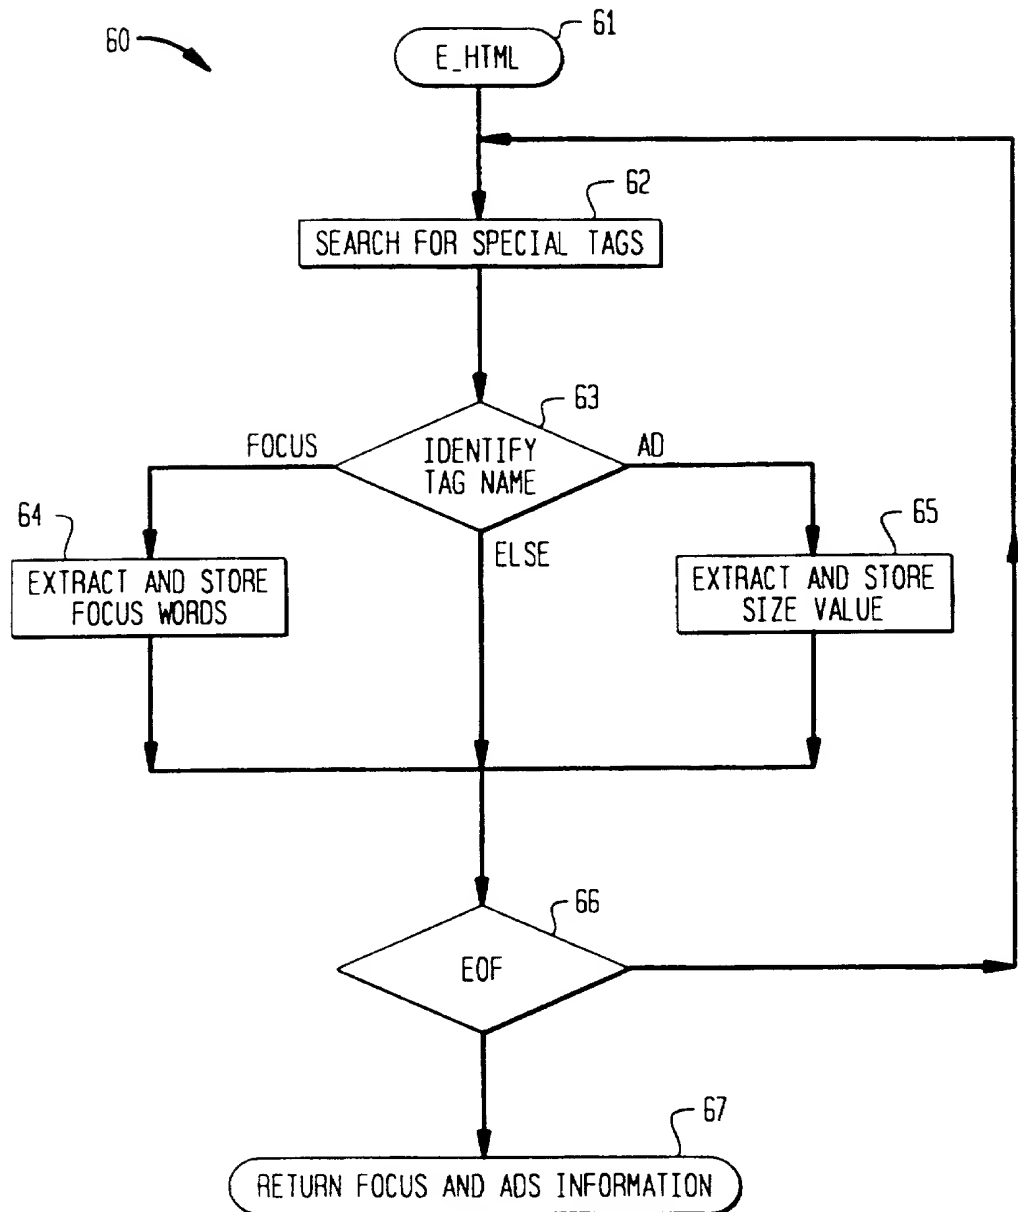 60
61
E_HTML
62
SEARCH FOR SPECIAL TAGS
63
FOCUS
IDENTIFY
TAG NAME
AD
ELSE
64
EXTRACT AND STORE
FOCUS WORDS
65
EXTRACT AND STORE
SIZE VALUE
66
EOF
67
RETURN FOCUS AND ADS INFORMATION